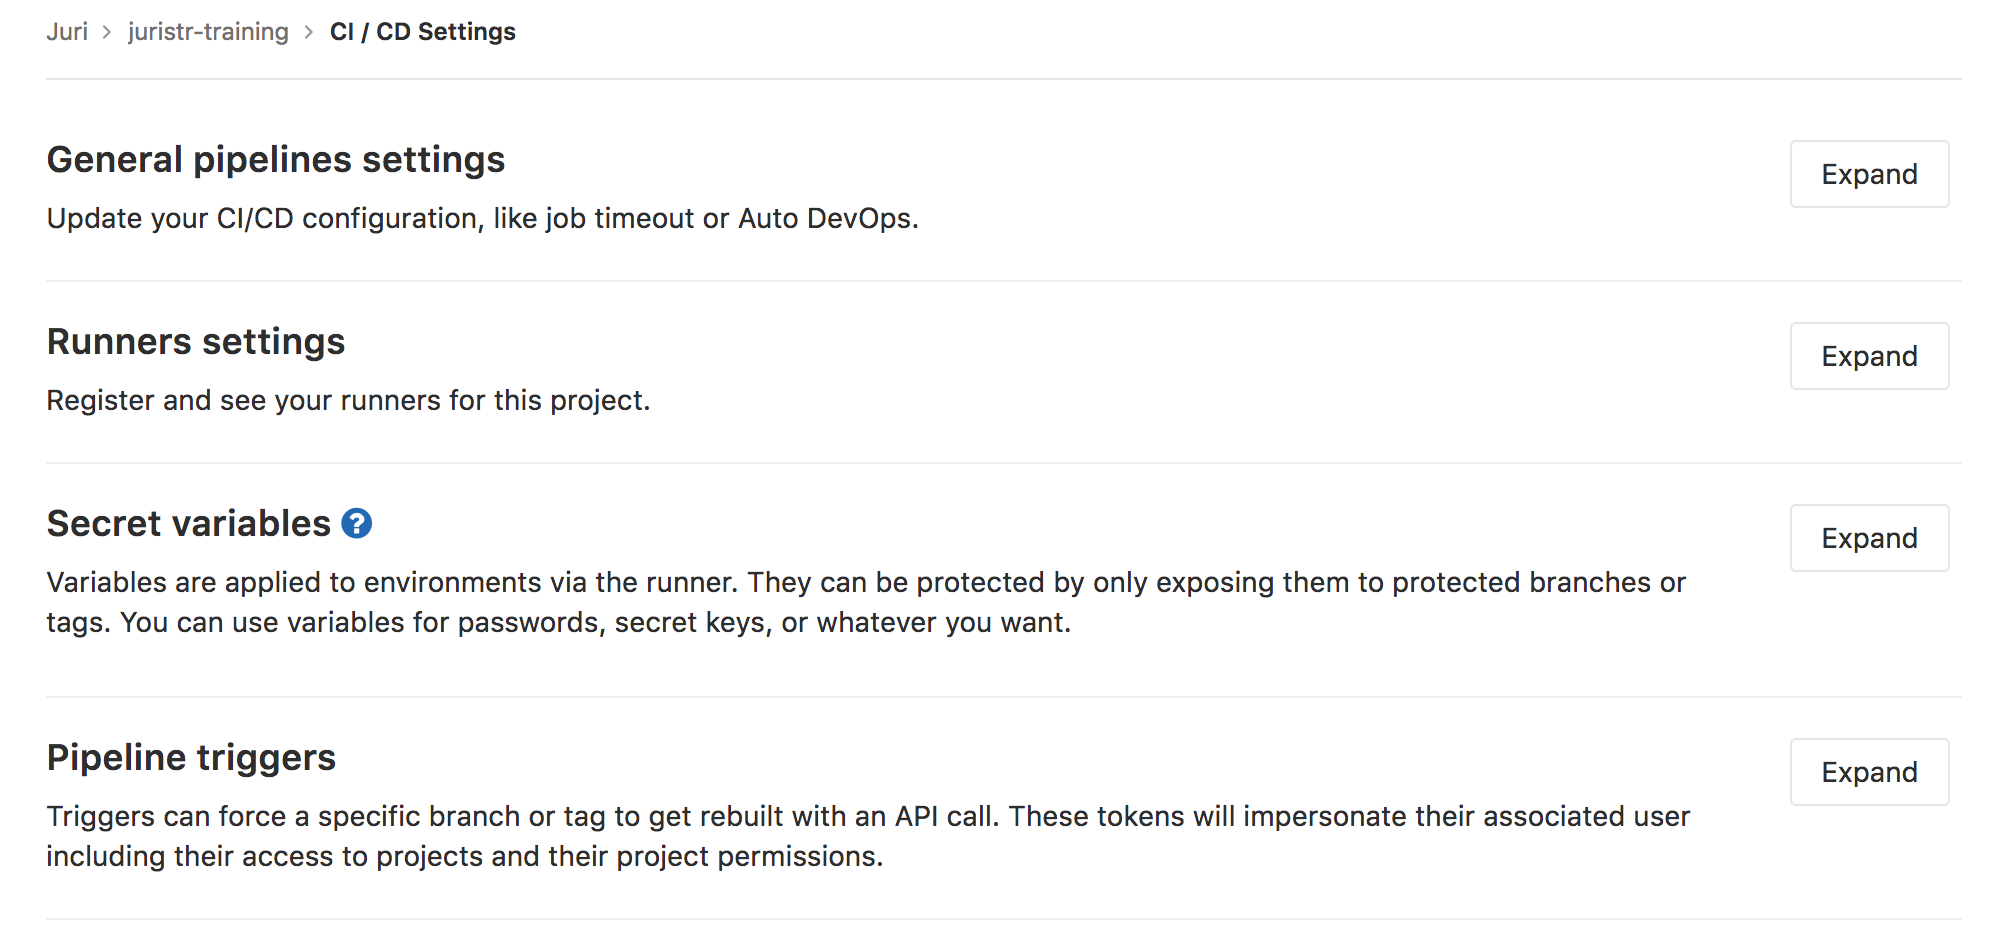 Juri > juristr-training > CI / CD Settings
General pipelines settings
Expand
Update your CI/CD configuration, like job timeout or Auto DevOps.
Runners settings
Expand
Register and see your runners for this project.
Secret variables ?
Expand
Variables are applied to environments via the runner. They can be protected by only exposing them to protected branches or
tags. You can use variables for passwords, secret keys, or whatever you want.
Pipeline triggers
Expand
Triggers can force a specific branch or tag to get rebuilt with an API call. These tokens will impersonate their associated user
including their access to projects and their project permissions.